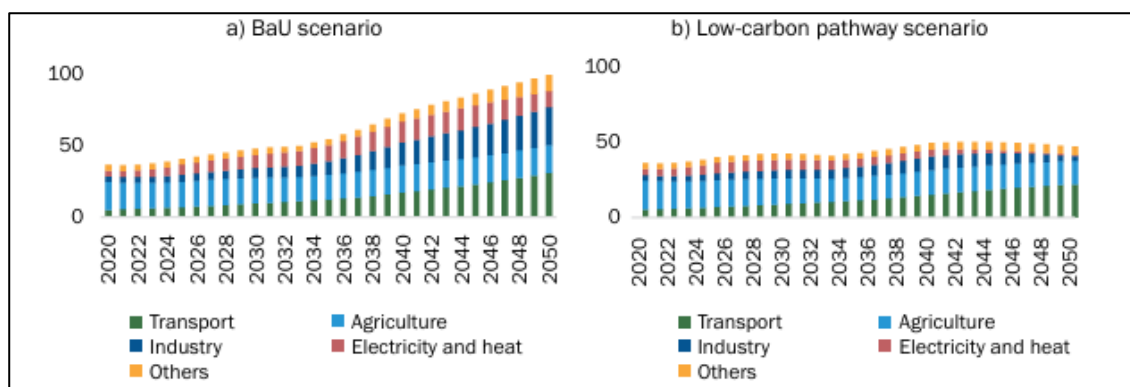 a) BaU scenario
100
50
0
2020 2022 2024 2026 2028 2030 2032 2034 2036 2038 2040 2042 2044 2046 2048 2050
Transport Agriculture
Industry Electricity and heat
Others
b) Low-carbon pathway scenario
100
50
0
2020 2022 2024 2026 2028 2030 2032 2034 2036 2038 2040 2042 2044 2046 2048 2050
Transport Agriculture
Industry Electricity and heat
Others